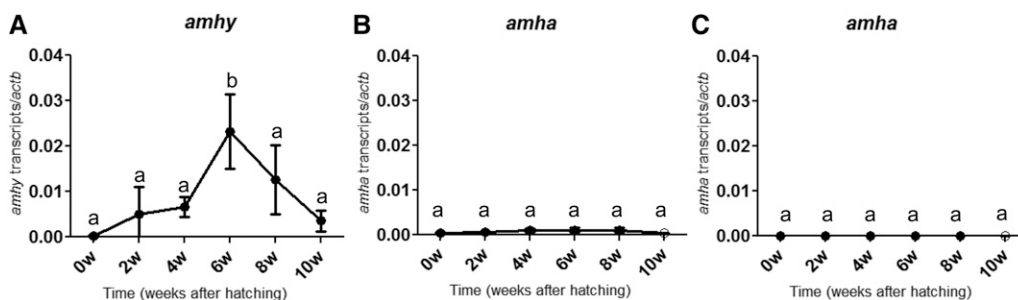 A amhy
amhy transcripts/actb
0.04
0.03
0.02
0.01
0.00
a
a
a
b
a
a
0w 2w 4w 6w 8w 10w
Time (weeks after hatching)
B amha
amha transcripts/actb
0.04
0.03
0.02
0.01
0.00
a a a a a a
0w 2w 4w 6w 8w 10w
Time (weeks after hatching)
C amha
amha transcripts/actb
0.04
0.03
0.02
0.01
0.00
a a a a a a
0w 2w 4w 6w 8w 10w
Time (weeks after hatching)